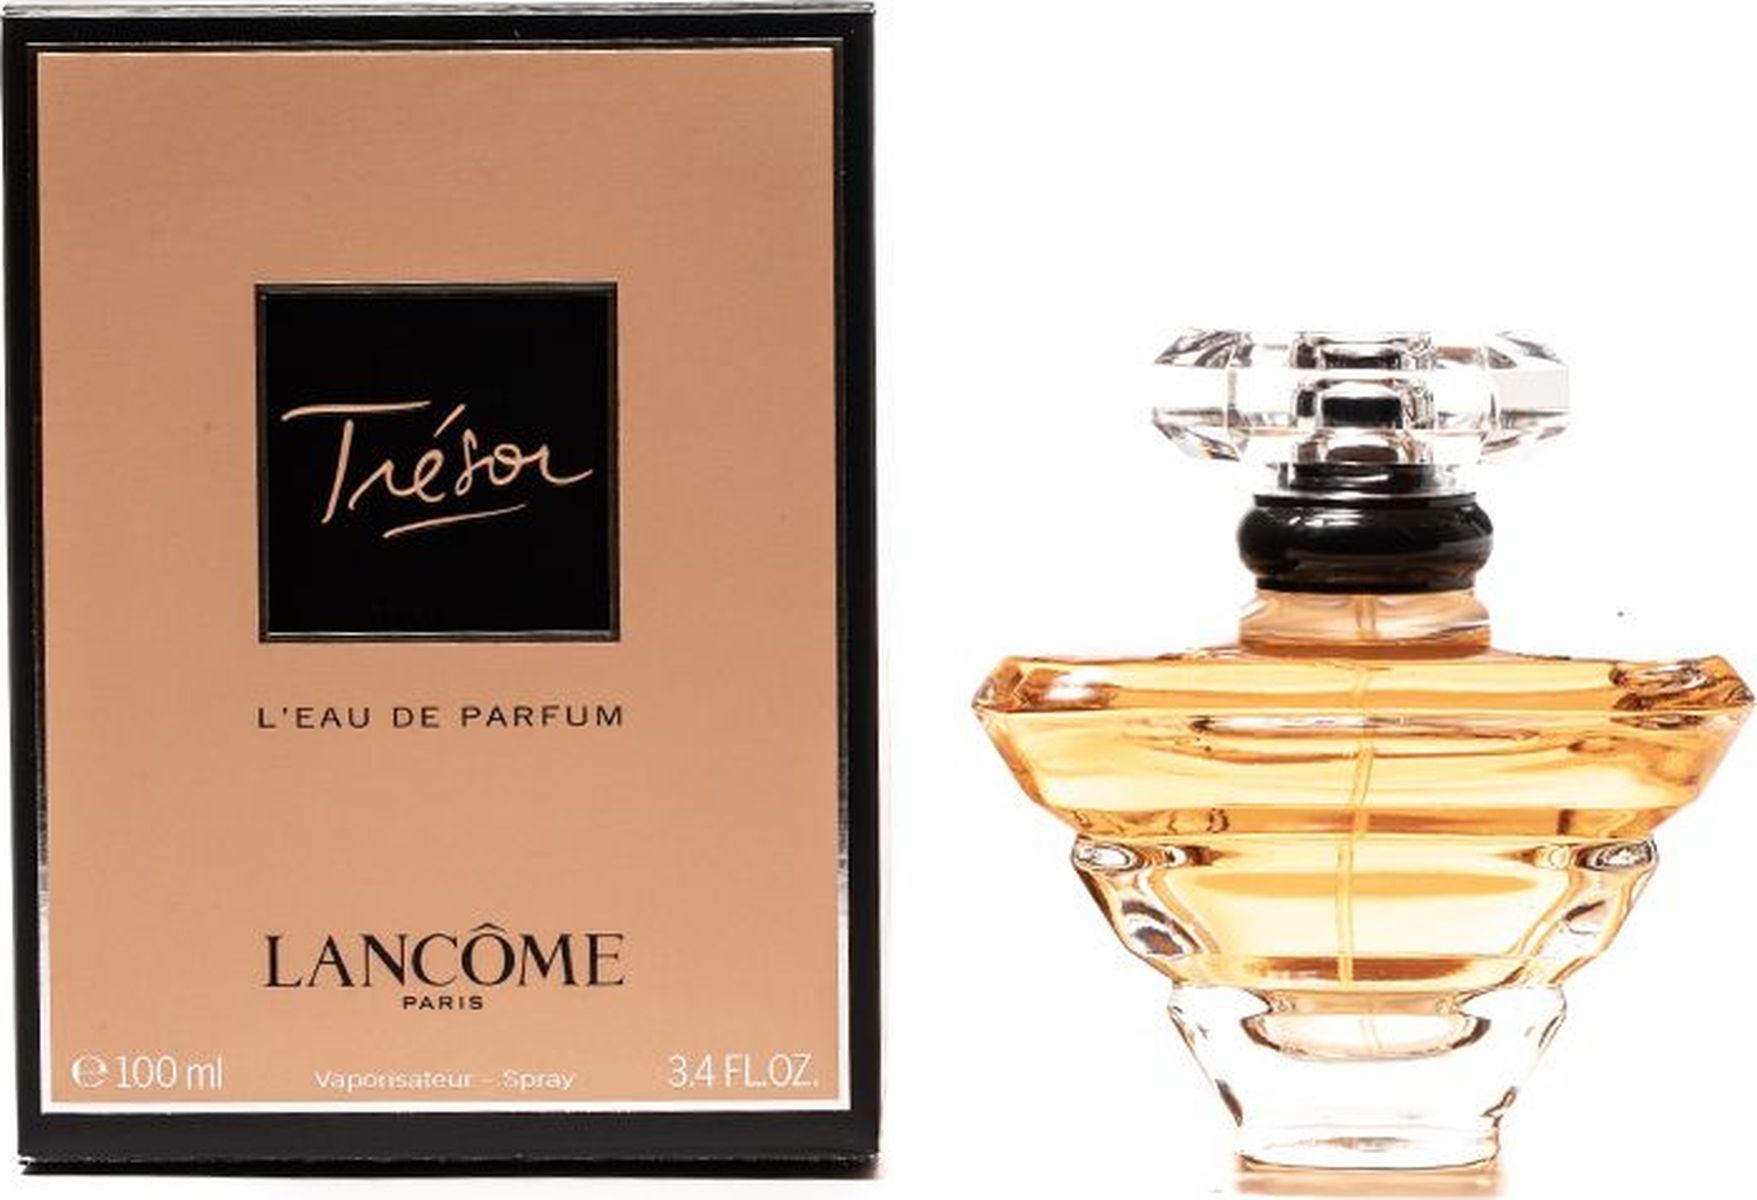 Trésor
L'EAU DE PARFUM
LANCÔME
PARIS
℮ 100 ml Vaporisateur - Spray 3.4 FL.OZ.